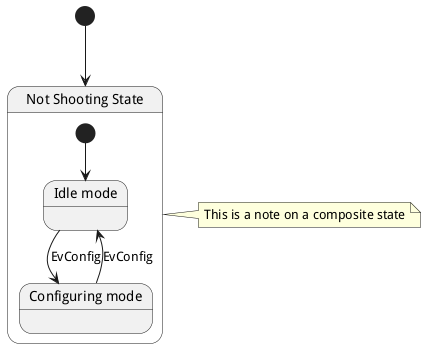 Not Shooting State
Idle mode
This is a note on a composite state
EvConfig
EvConfig
Configuring mode